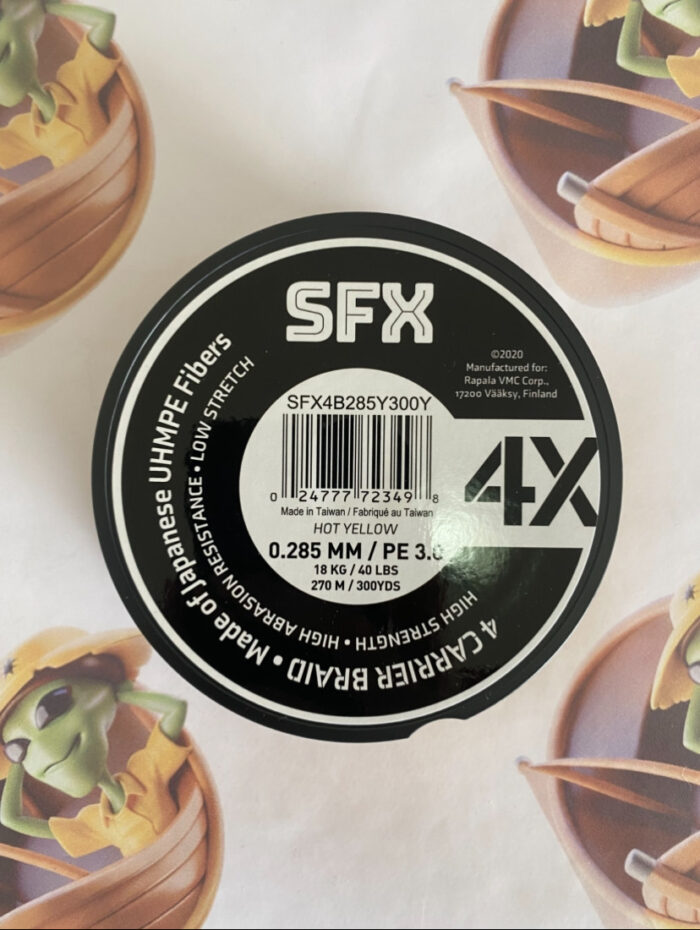 SFX
©2020
Manufactured for:
Rapala VMC Corp.,
17200 Vääksy, Finland
4X
SFX4B285Y300Y
0 24777 72349 8
Made in Taiwan / Fabriqué au Taiwan
HOT YELLOW
0.285 MM / PE 3.0
18 KG / 40 LBS
270 M / 300YDS
4 CARRIER BRAID • Made of Japanese UHMPE Fibers
HIGH STRENGTH • HIGH ABRASION RESISTANCE • LOW STRETCH